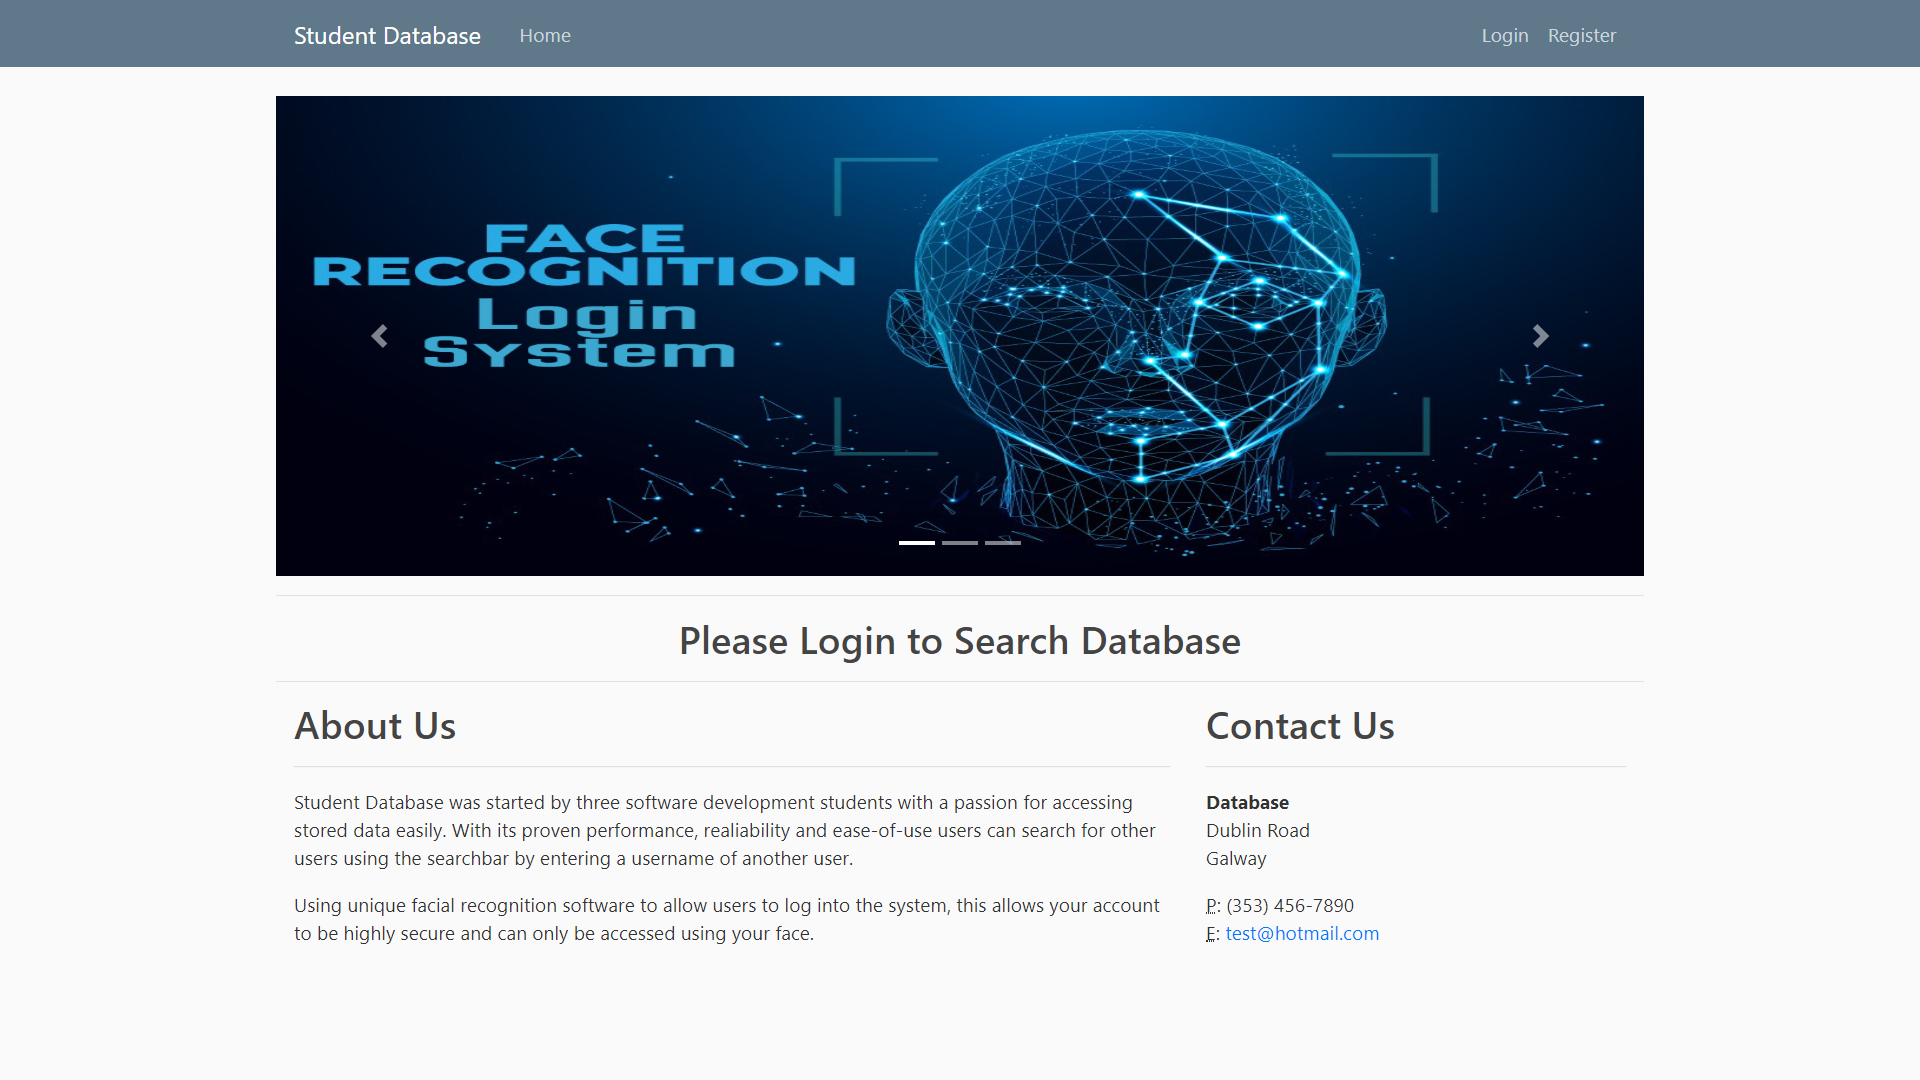 Student Database
Home
Login
Register
FACE
RECOGNITION
Login
System
Please Login to Search Database
About Us
Student Database was started by three software development students with a passion for accessing
stored data easily. With its proven performance, realiability and ease-of-use users can search for other
users using the searchbar by entering a username of another user.
Using unique facial recognition software to allow users to log into the system, this allows your account
to be highly secure and can only be accessed using your face.
Contact Us
Database
Dublin Road
Galway
P: (353) 456-7890
E: test@hotmail.com